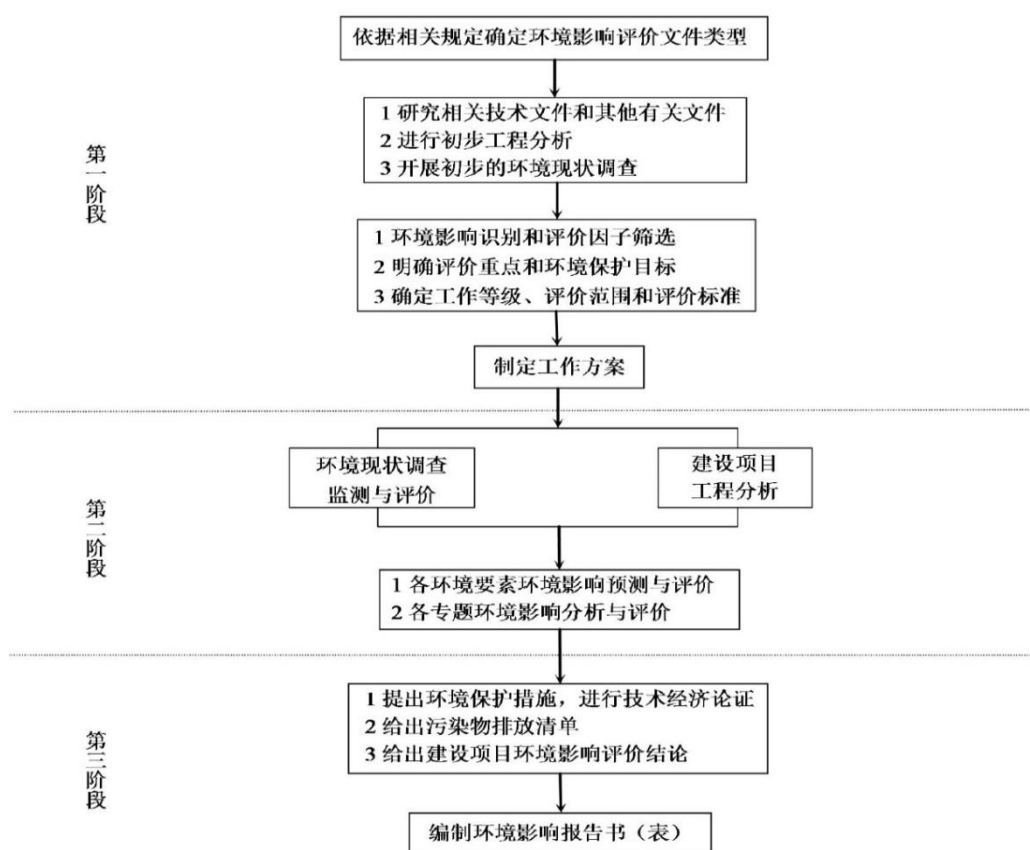 依据相关规定确定环境影响评价文件类型
1 研究相关技术文件和其他有关文件
2 进行初步工程分析
3 开展初步的环境现状调查
第一阶段
1 环境影响识别和评价因子筛选
2 明确评价重点和环境保护目标
3 确定工作等级、评价范围和评价标准
制定工作方案
环境现状调查
监测与评价
建设项目
工程分析
第二阶段
1 各环境要素环境影响预测与评价
2 各专题环境影响分析与评价
1 提出环境保护措施，进行技术经济论证
2 给出污染物排放清单
3 给出建设项目环境影响评价结论
第三阶段
编制环境影响报告书（表）